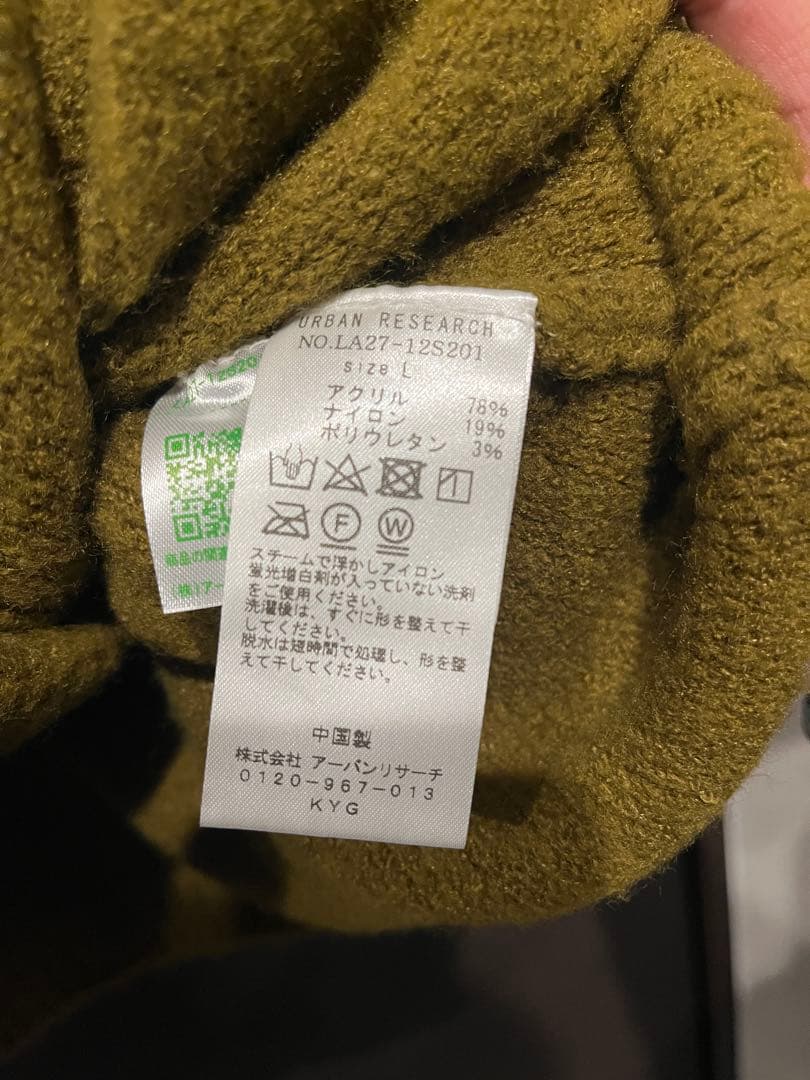 URBAN RESEARCH
NO.LA27-12S201
SIZE L
アクリル 78%
ナイロン 19%
ポリウレタン 3%
F W
スチームで浮かしアイロン
蛍光増白剤が入っていない洗剤
をご使用ください。
洗濯後は、すぐに形を整えて干
してください。
脱水は短時間で処理し、形を整
えて干してください。
中国製
株式会社 アーバンリサーチ
0120-967-013
KYG
商品の関連